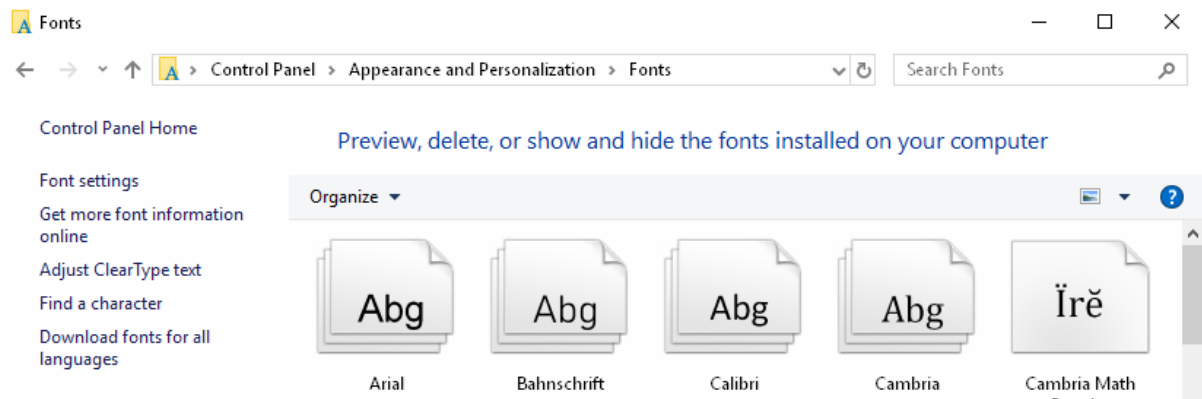 Fonts
Control Panel > Appearance and Personalization > Fonts
Search Fonts
Control Panel Home
Font settings
Get more font information
online
Adjust ClearType text
Find a character
Download fonts for all
languages
Preview, delete, or show and hide the fonts installed on your computer
Organize
?
Abg
Abg
Abg
Abg
Ïrĕ
Arial
Bahnschrift
Calibri
Cambria
Cambria Math